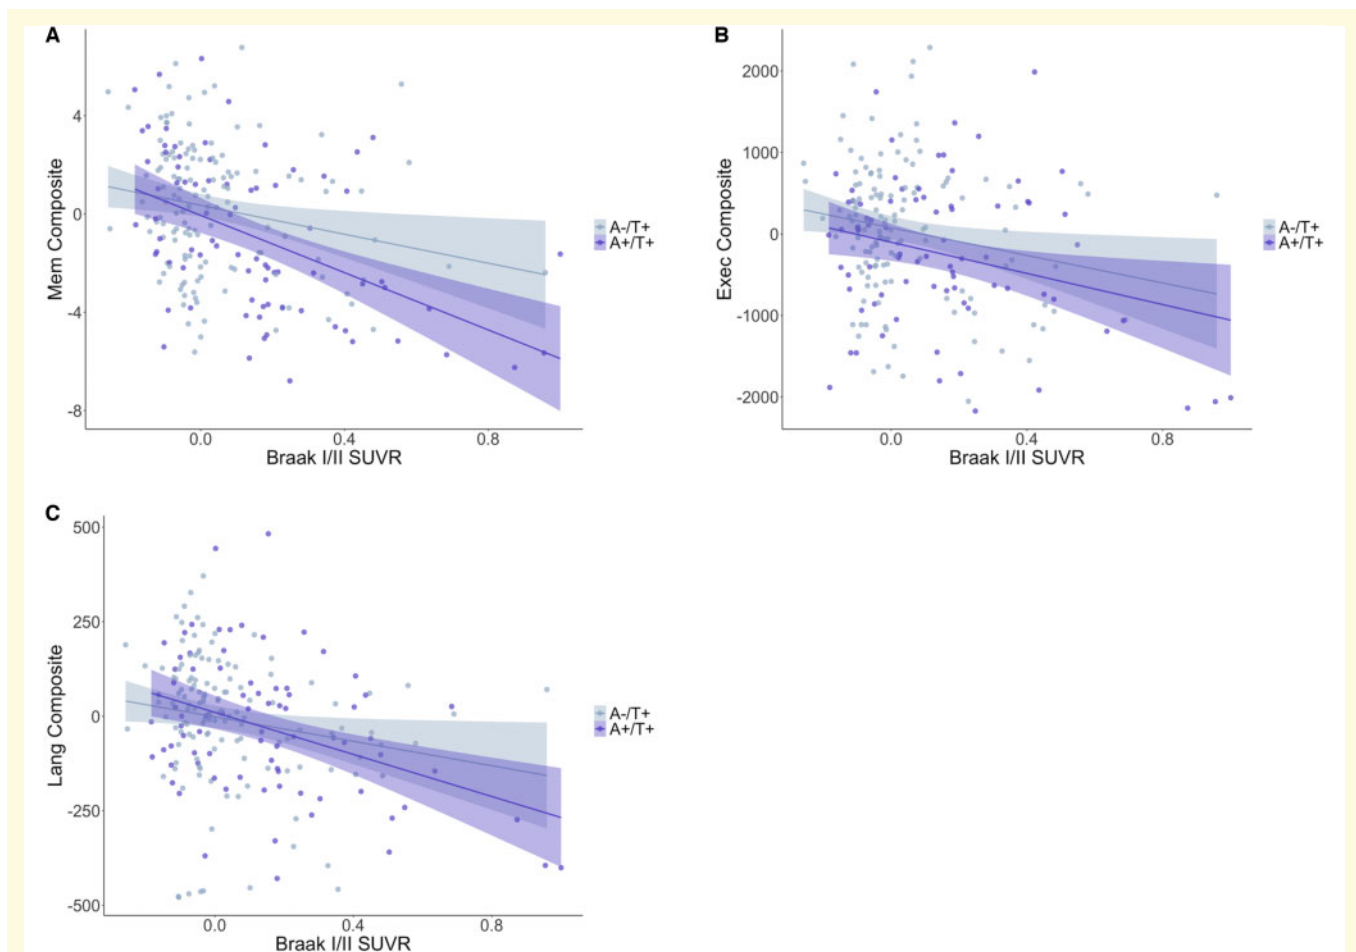 A
4
0
-4
-8
Mem Composite
0.0 0.4 0.8
Braak I/II SUVR
A-/T+
A+/T+
B
2000
1000
0
-1000
-2000
Exec Composite
0.0 0.4 0.8
Braak I/II SUVR
A-/T+
A+/T+
C
500
250
0
-250
-500
Lang Composite
0.0 0.4 0.8
Braak I/II SUVR
A-/T+
A+/T+